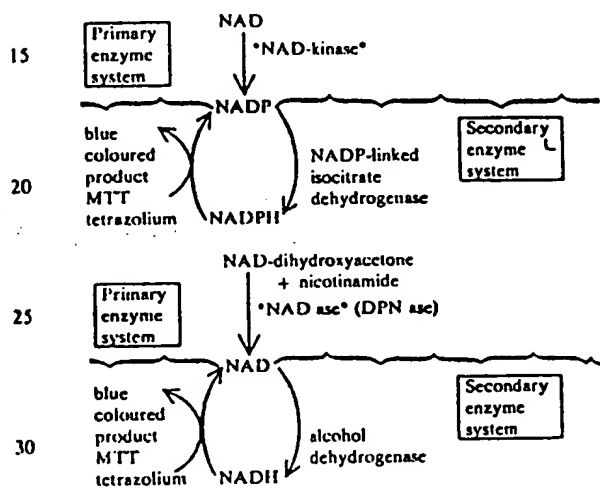 NAD
15
Primary
enzyme
system
"NAD-kinase"
NADP
blue
coloured
product
MTT
tetrazolium
20
NADP-linked
isocitrate
dehydrogenase
Secondary
enzyme
system
NADPH
NAD-dihydroxyacetone
+ nicotinamide
25
Primary
enzyme
system
"NAD ase" (DPN ase)
NAD
blue
coloured
product
MTT
tetrazolium
30
alcohol
dehydrogenase
Secondary
enzyme
system
NADH